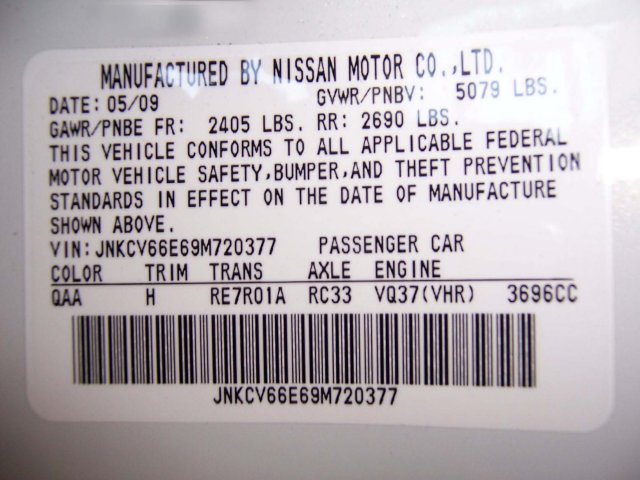 MANUFACTURED BY NISSAN MOTOR CO.,LTD.
DATE: 05/09 GVWR/PNBV: 5079 LBS.
GAWR/PNBE FR: 2405 LBS. RR: 2690 LBS.
THIS VEHICLE CONFORMS TO ALL APPLICABLE FEDERAL
MOTOR VEHICLE SAFETY,BUMPER,AND THEFT PREVENTION
STANDARDS IN EFFECT ON THE DATE OF MANUFACTURE
SHOWN ABOVE.
VIN:JNKCV66E69M720377 PASSENGER CAR
COLOR TRIM TRANS AXLE ENGINE
QAA H RE7R01A RC33 VQ37(VHR) 3696CC
JNKCV66E69M720377